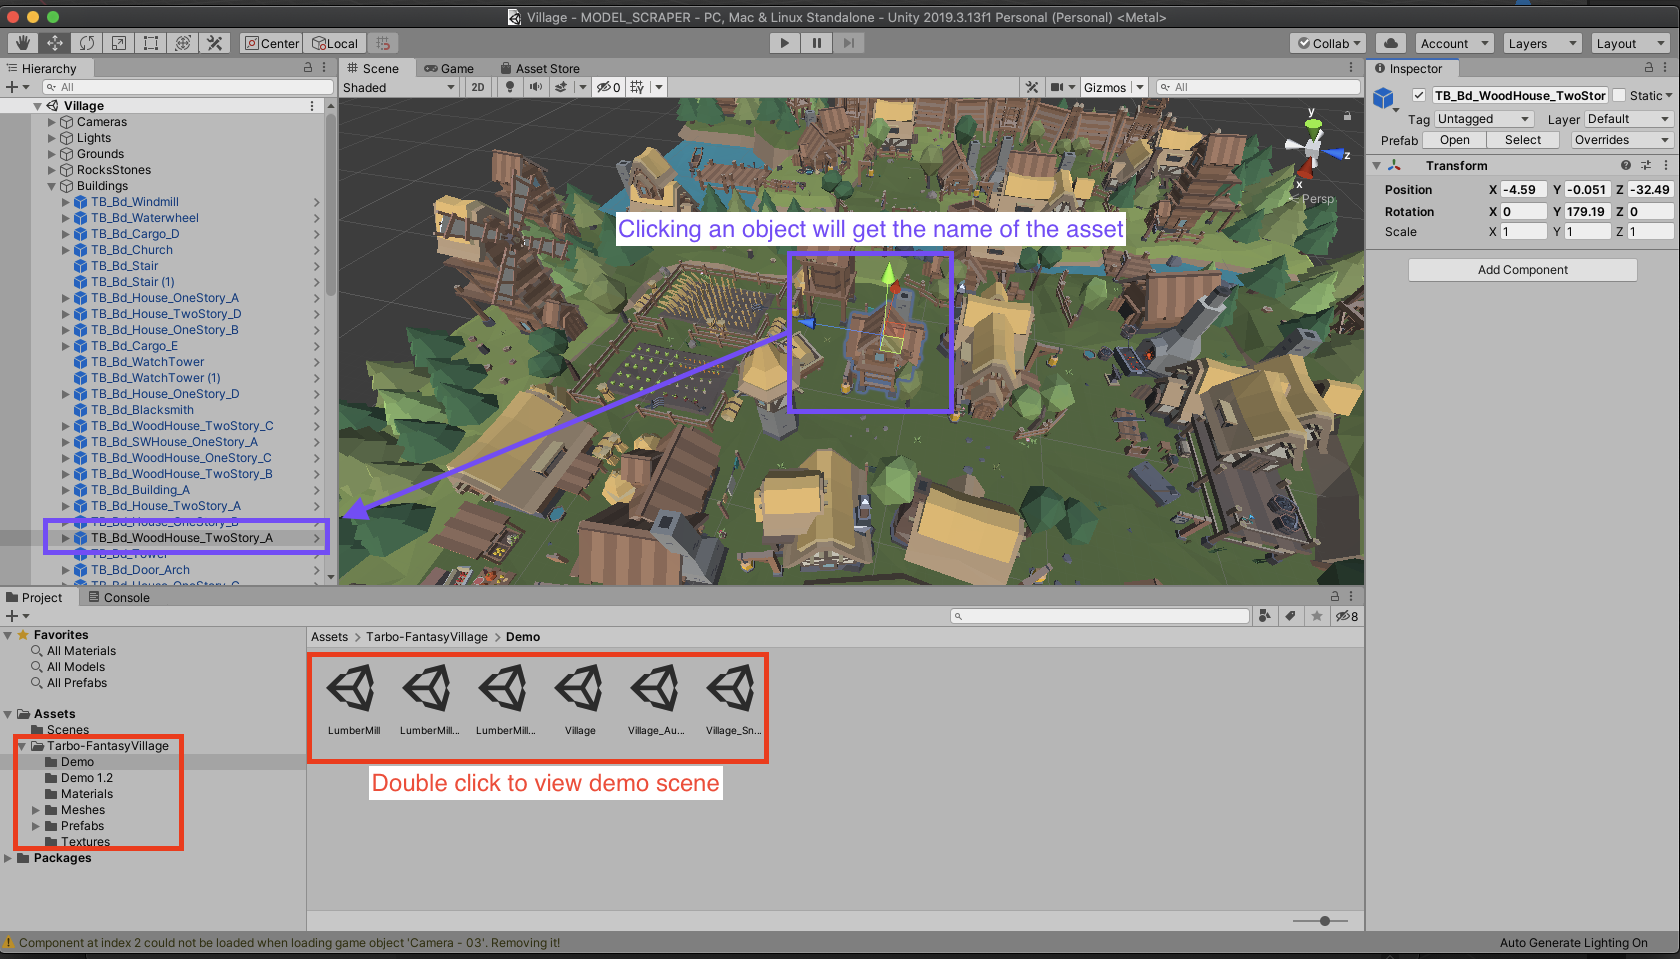 Village - MODEL_SCRAPER - PC, Mac & Linux Standalone - Unity 2019.3.13f1 Personal (Personal) <Metal>
Center
Local
Collab
Account
Layers
Layout
Hierarchy
All
Village
Cameras
Lights
Grounds
RocksStones
Buildings
TB_Bd_Windmill
TB_Bd_Waterwheel
TB_Bd_Cargo_D
TB_Bd_Church
TB_Bd_Stair
TB_Bd_Stair (1)
TB_Bd_House_OneStory_A
TB_Bd_House_TwoStory_D
TB_Bd_House_OneStory_B
TB_Bd_Cargo_E
TB_Bd_WatchTower
TB_Bd_WatchTower (1)
TB_Bd_House_OneStory_D
TB_Bd_Blacksmith
TB_Bd_WoodHouse_TwoStory_C
TB_Bd_SWHouse_OneStory_A
TB_Bd_WoodHouse_OneStory_C
TB_Bd_WoodHouse_TwoStory_B
TB_Bd_Building_A
TB_Bd_House_TwoStory_A
TB_Bd_House_OneStory_B
TB_Bd_WoodHouse_TwoStory_A
TB_Bd_Tower
TB_Bd_Door_Arch
Scene
Game
Asset Store
Shaded
2D
0
Gizmos
All
y
z
x
Persp
Clicking an object will get the name of the asset
Inspector
TB_Bd_WoodHouse_TwoStor
Static
Tag Untagged
Layer Default
Prefab Open Select Overrides
Transform
Position X -4.59 Y -0.051 Z -32.49
Rotation X 0 Y 179.19 Z 0
Scale X 1 Y 1 Z 1
Add Component
Project
Console
8
Favorites
All Materials
All Models
All Prefabs
Assets
Scenes
Tarbo-FantasyVillage
Demo
Demo 1.2
Materials
Meshes
Prefabs
Textures
Packages
Assets > Tarbo-FantasyVillage > Demo
LumberMill
LumberMill...
LumberMill...
Village
Village_Au...
Village_Sn...
Double click to view demo scene
Component at index 2 could not be loaded when loading game object 'Camera - 03'. Removing it!
Auto Generate Lighting On